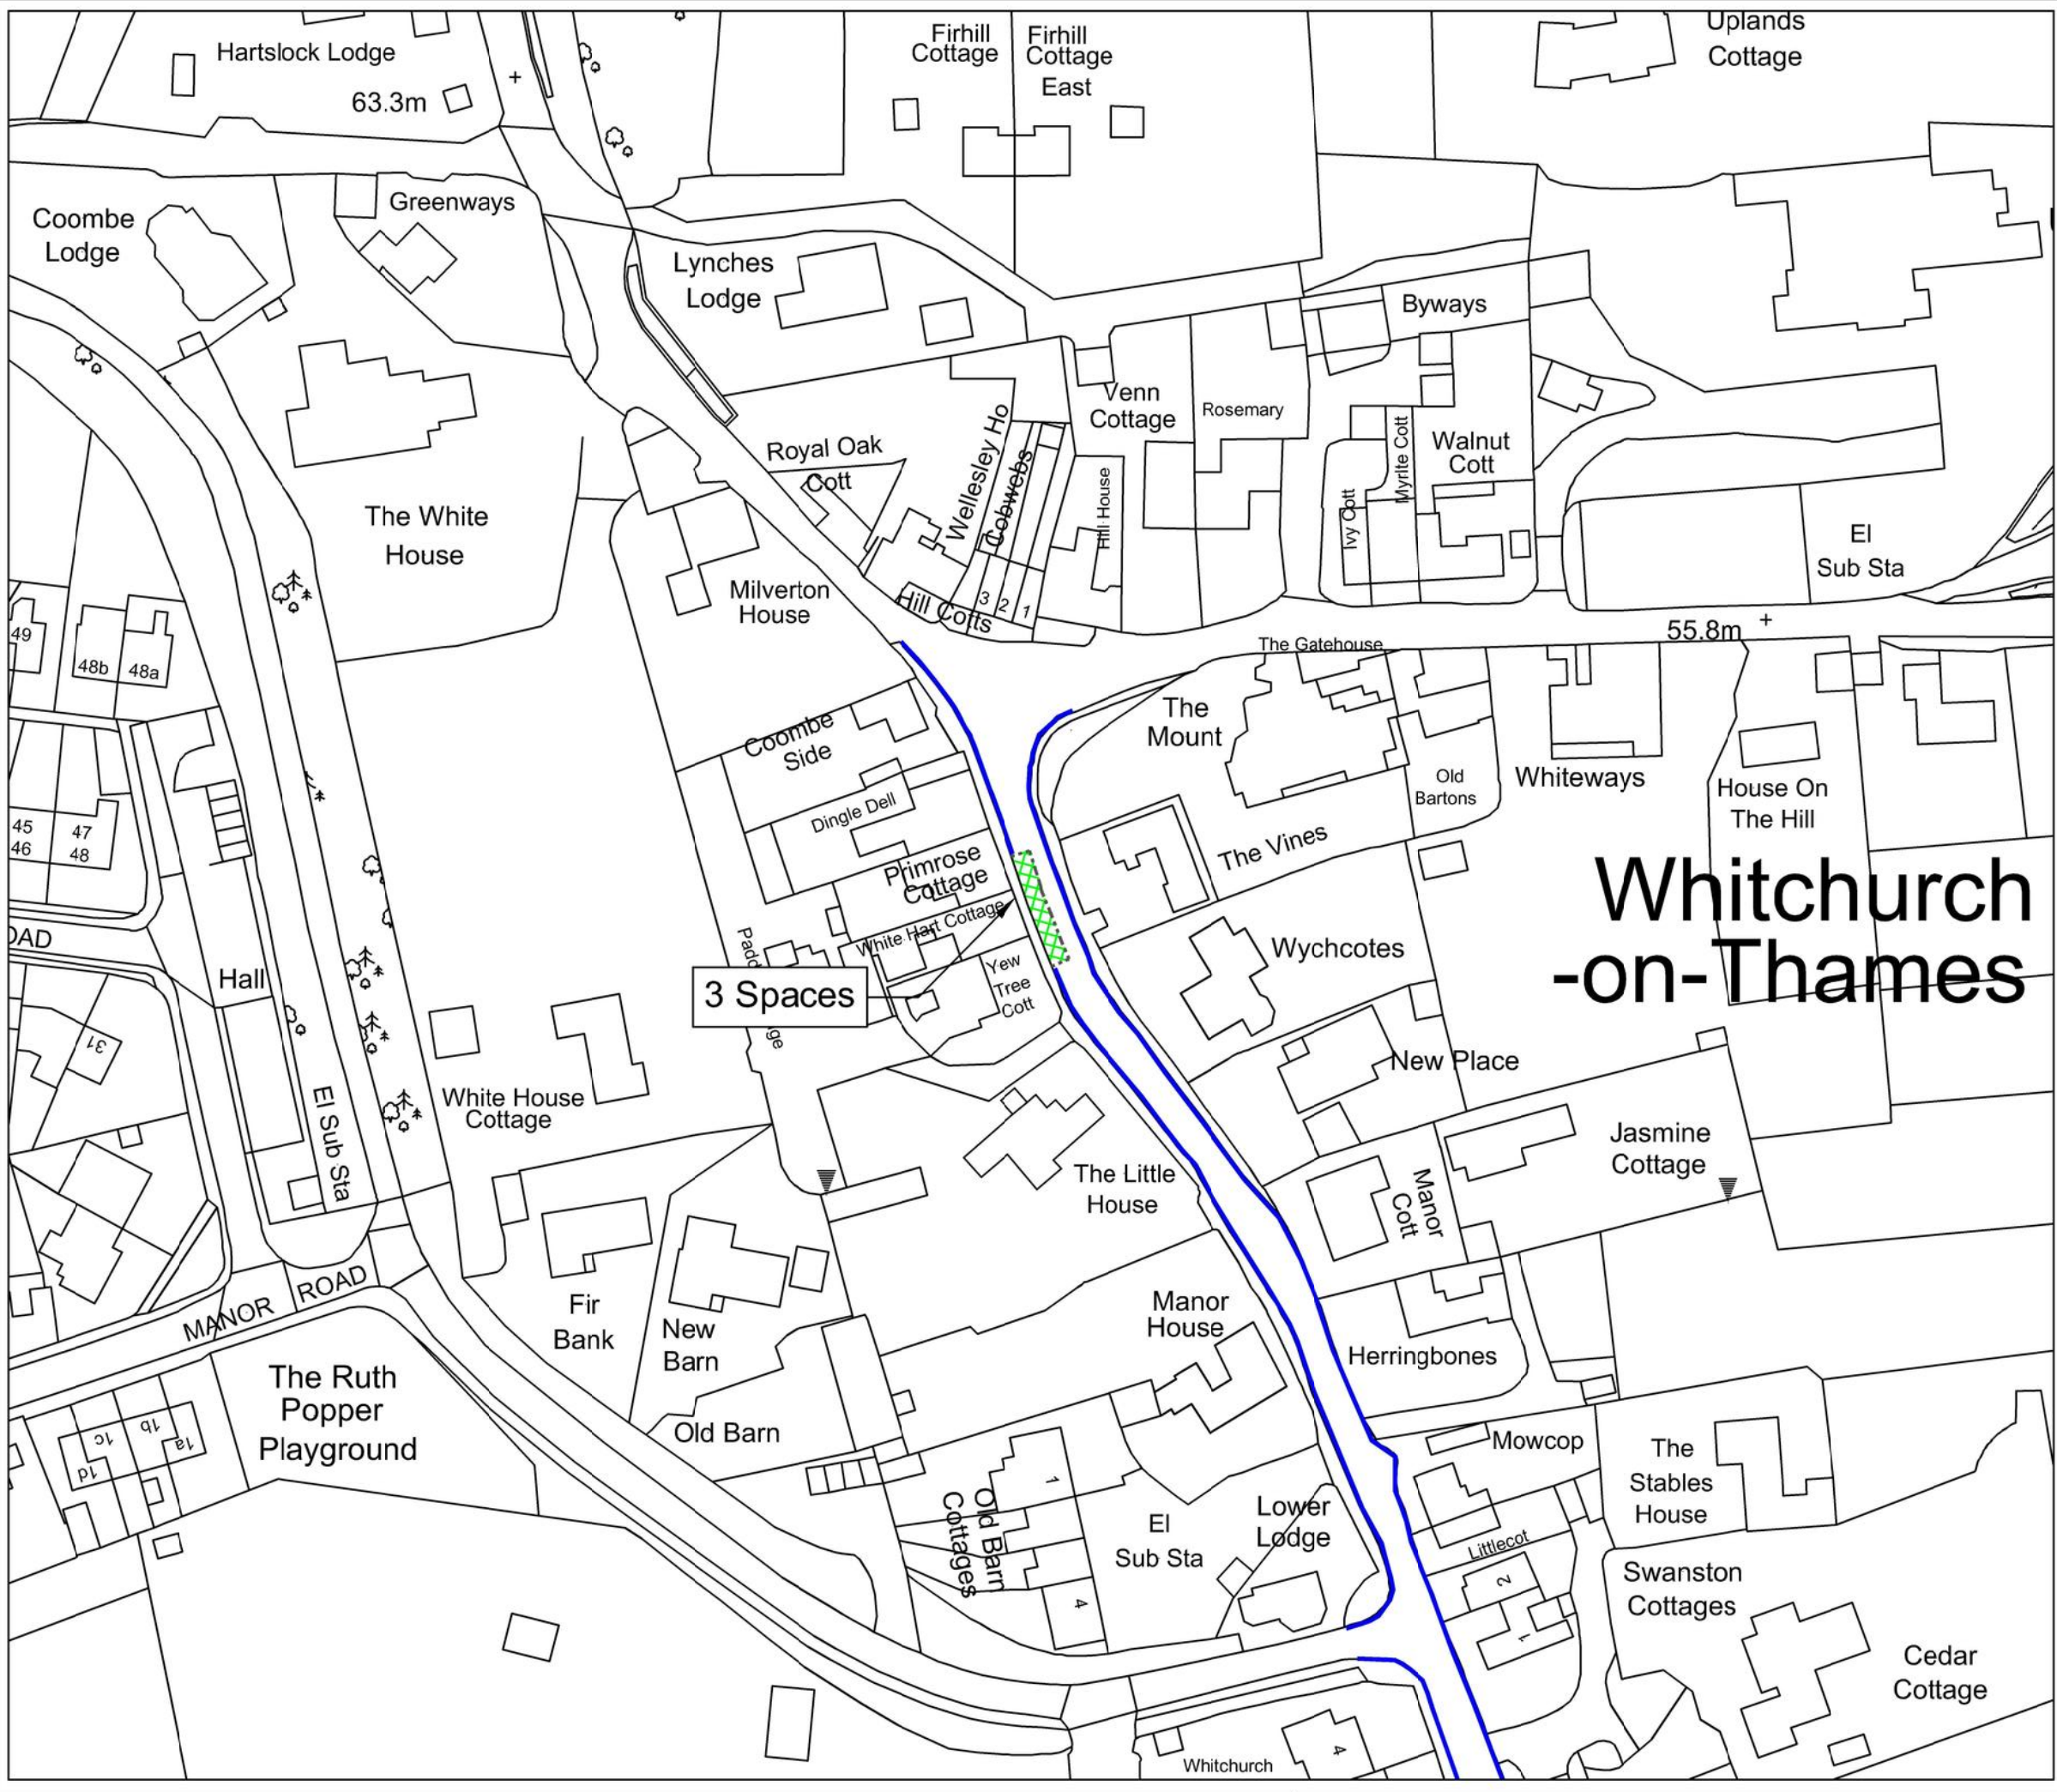 Hartslock Lodge
63.3m
Firhill
Cottage
Firhill
Cottage
East
Uplands
Cottage
Coombe
Lodge
Greenways
Lynches
Lodge
Byways
Venn
Cottage
Rosemary
Royal Oak
Cott
Wellesley Ho
Cobwebs
Hill House
Ivy Cott
Myrlte Cott
Walnut
Cott
El
Sub Sta
The White
House
Milverton
House
Hill Cotts
3
2
1
55.8m
The Gatehouse
49
48b
48a
The
Mount
Old
Bartons
Whiteways
House On
The Hill
Coombe
Side
Dingle Dell
Primrose
Cottage
White Hart Cottage
Yew
Tree
Cott
3 Spaces
The Vines
Wychcotes
Whitchurch
-on-Thames
45
46
47
48
OAD
Hall
31
El Sub Sta
White House
Cottage
New Place
Jasmine
Cottage
Manor
Cott
The Little
House
MANOR ROAD
Fir
Bank
New
Barn
Manor
House
Herringbones
The Ruth
Popper
Playground
Old Barn
1c
1b
1a
1d
Mowcop
The
Stables
House
Old Barn
Cottages
1
4
El
Sub Sta
Lower
Lodge
Littlecot
2
1
Swanston
Cottages
Cedar
Cottage
Whitchurch
4